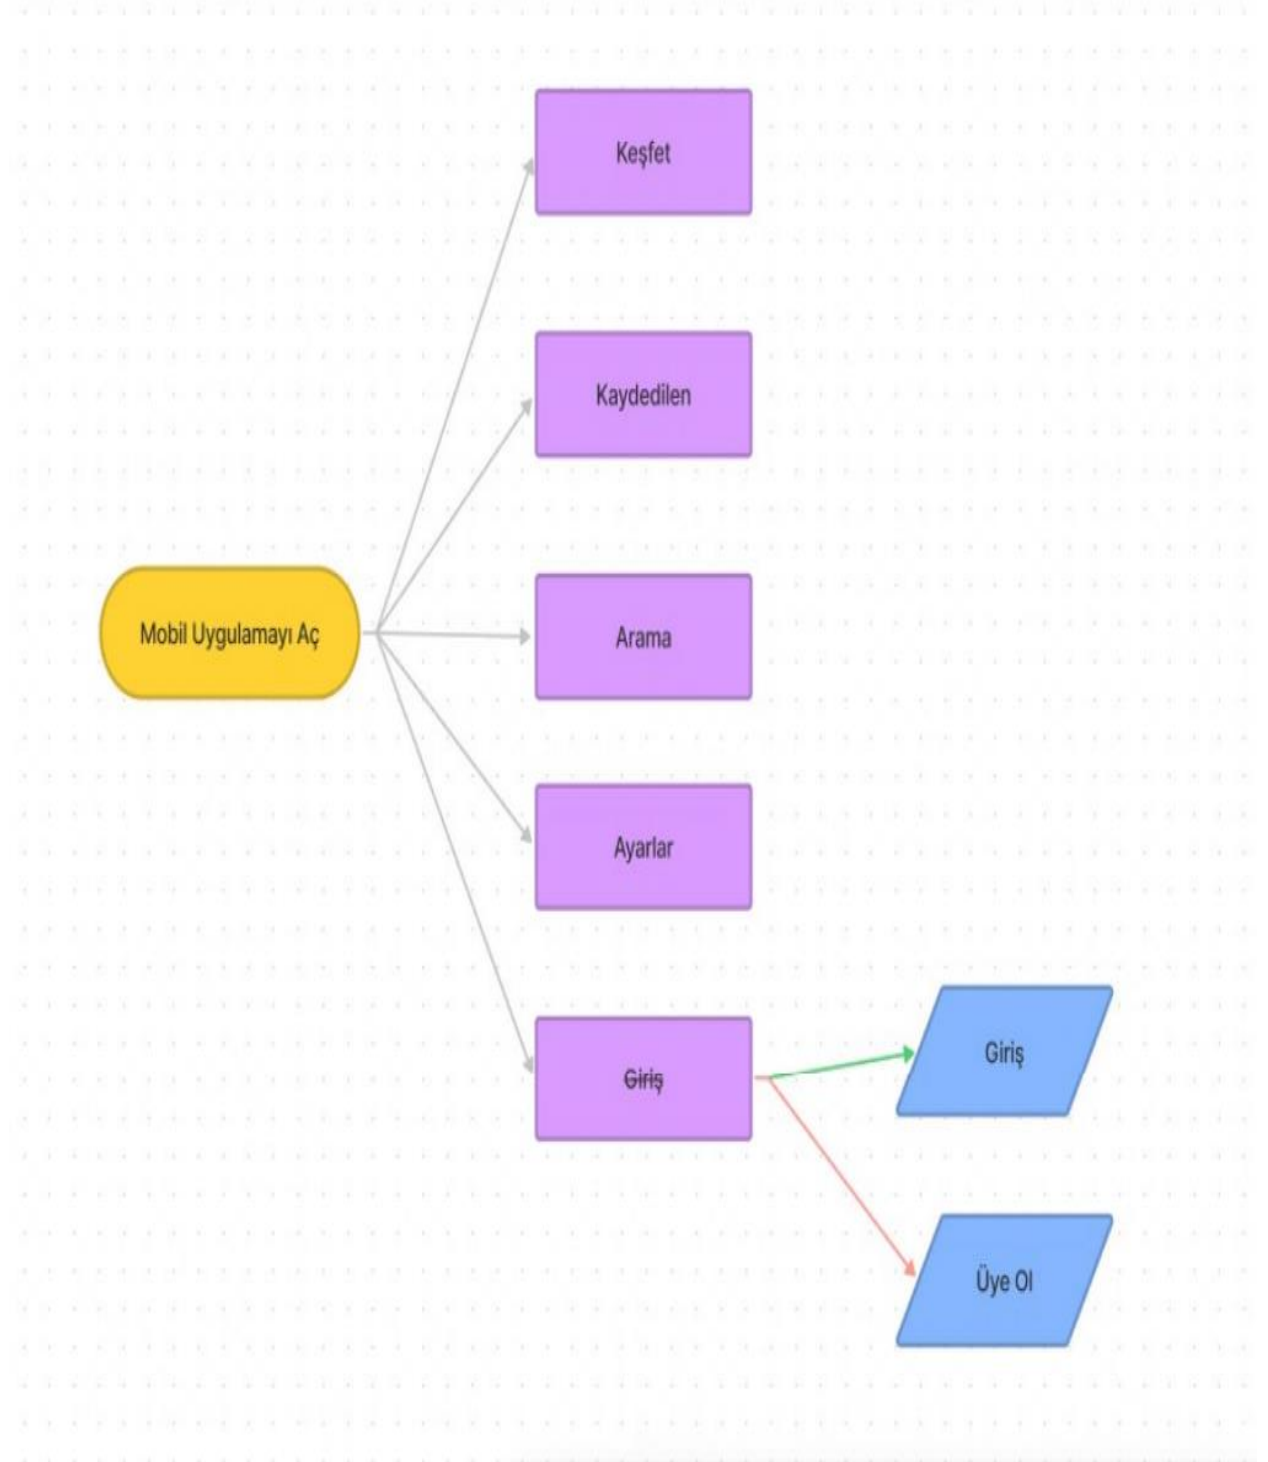 Keşfet
Kaydedilen
Mobil Uygulamayı Aç
Arama
Ayarlar
Giriş
Giriş
Üye Ol